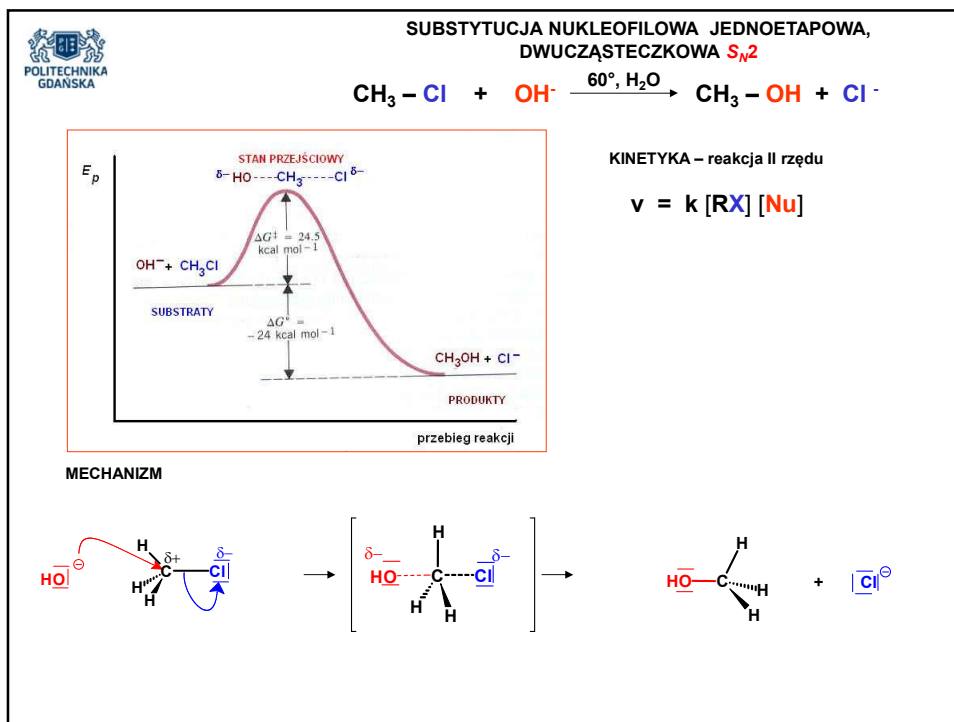 POLITECHNIKA
GDAŃSKA
SUBSTYTUCJA NUKLEOFILOWA JEDNOETAPOWA,
DWUCZĄSTECZKOWA S_N2
60°, H₂O
CH₃ – Cl + OH⁻ CH₃ – OH + Cl⁻
KINETYKA – reakcja II rzędu
v = k [RX] [Nu]
E_p
STAN PRZEJŚCIOWY
δ– HO ----CH₃ ----Cl δ–
ΔG‡ = 24.5
kcal mol⁻¹
OH⁻ + CH₃Cl
SUBSTRATY
ΔG° =
–24 kcal mol⁻¹
CH₃OH + Cl⁻
PRODUKTY
przebieg reakcji
MECHANIZM
HO ⊖ H H H C δ+ Cl δ–
δ– HO C H H H Cl δ–
HO C H H H + Cl ⊖